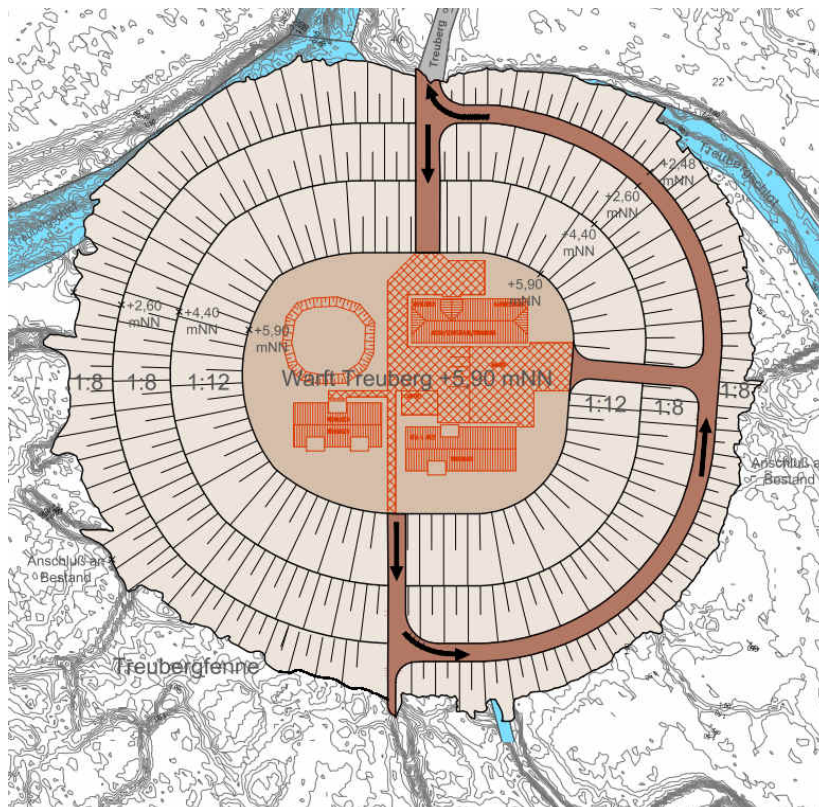 Treuberg
22
Treubergschlot
+2,48
mNN
+2,60
mNN
+4,40
mNN
+5,90
mNN
+2,60
mNN
+4,40
mNN
+5,90
mNN
Warft Treuberg +5.90 mNN
1:8
1:8
1:12
1:12
1:8
1:8
Anschluß an
Bestand
Anschluß an
Bestand
Treubergfenne